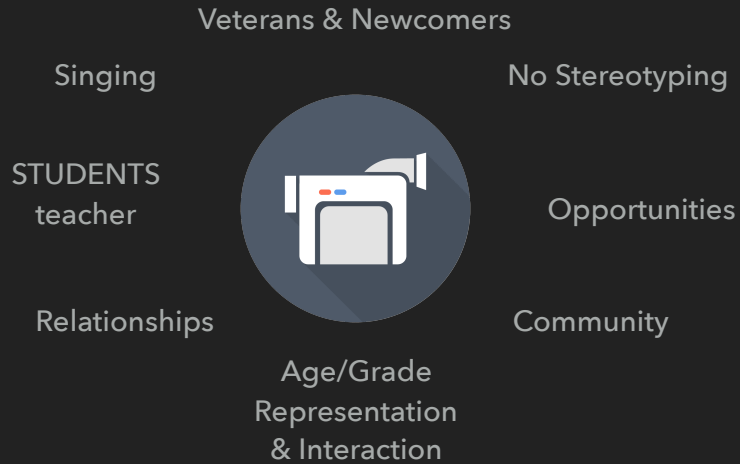 Veterans & Newcomers
Singing
No Stereotyping
STUDENTS
teacher
Opportunities
Relationships
Community
Age/Grade
Representation
& Interaction